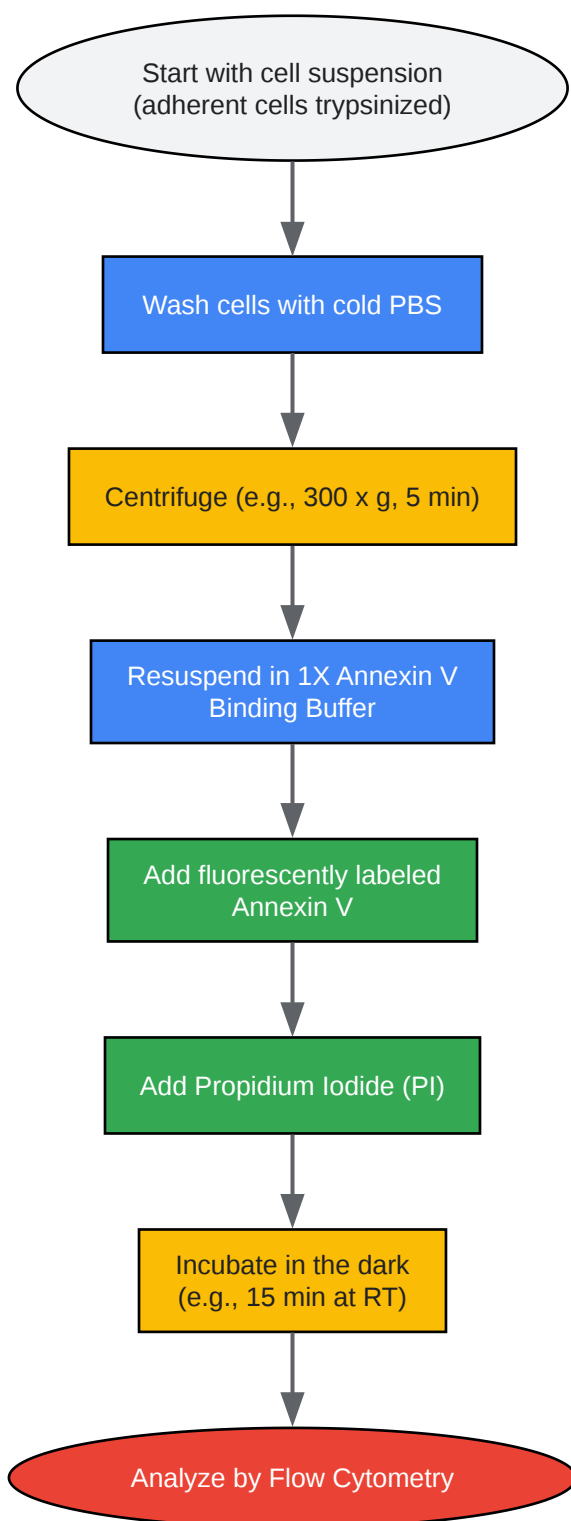 Start with cell suspension
(adherent cells trypsinized)
Wash cells with cold PBS
Centrifuge (e.g., 300 x g, 5 min)
Resuspend in 1X Annexin V
Binding Buffer
Add fluorescently labeled
Annexin V
Add Propidium Iodide (PI)
Incubate in the dark
(e.g., 15 min at RT)
Analyze by Flow Cytometry